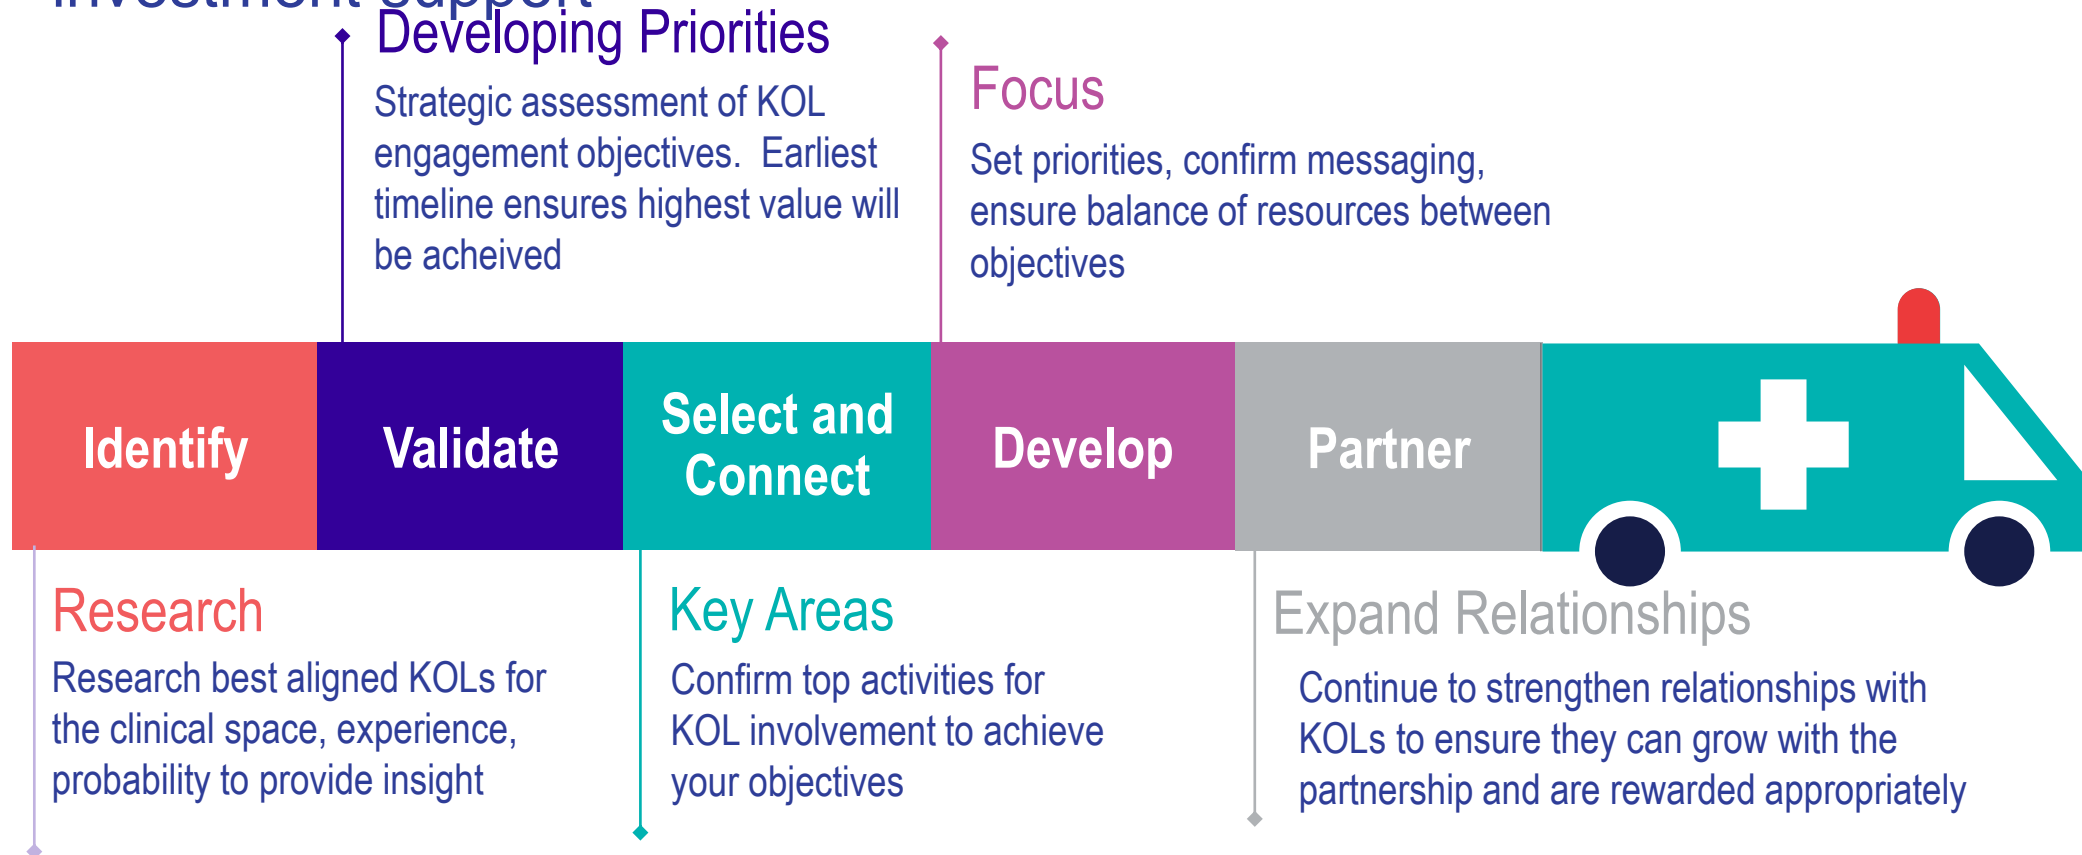 investment support
Developing Priorities
Strategic assessment of KOL
engagement objectives.  Earliest
timeline ensures highest value will
be acheived
Focus
Set priorities, confirm messaging,
ensure balance of resources between
objectives
Identify
Validate
Select and
Connect
Develop
Partner
Research
Research best aligned KOLs for
the clinical space, experience,
probability to provide insight
Key Areas
Confirm top activities for
KOL involvement to achieve
your objectives
Expand Relationships
Continue to strengthen relationships with
KOLs to ensure they can grow with the
partnership and are rewarded appropriately